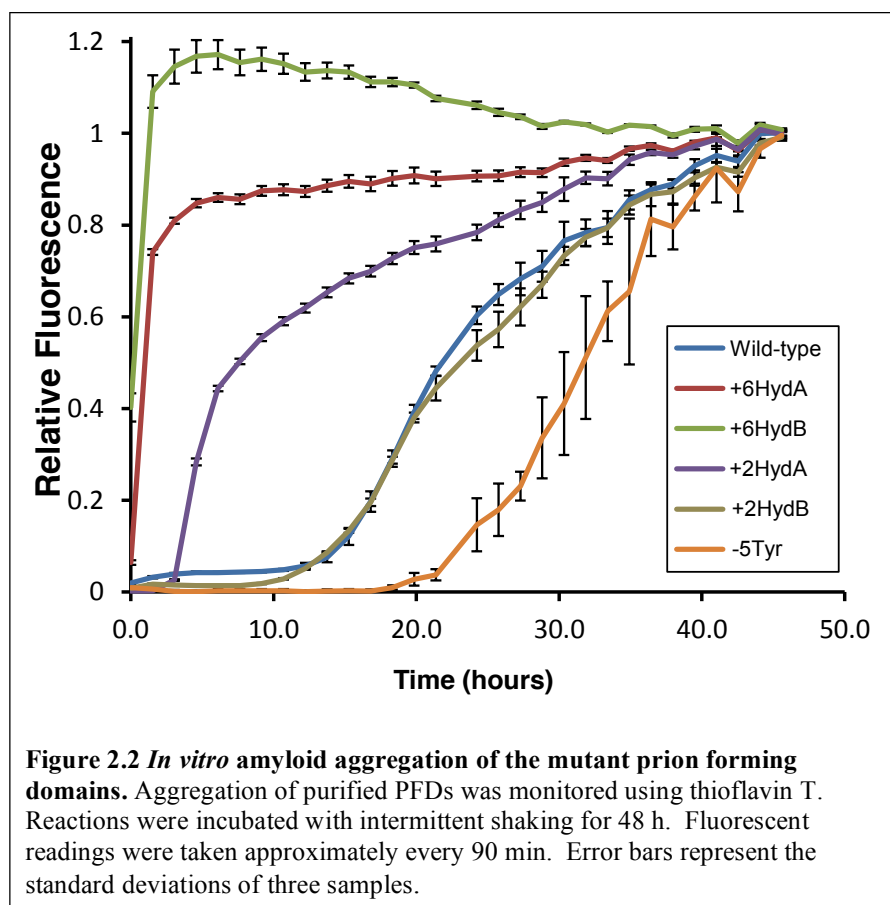 1.2
1
0.8
0.6
0.4
0.2
0
Relative Fluorescence
0.0 10.0 20.0 30.0 40.0 50.0
Time (hours)
Wild-type
+6HydA
+6HydB
+2HydA
+2HydB
-5Tyr
Figure 2.2 In vitro amyloid aggregation of the mutant prion forming
domains. Aggregation of purified PFDs was monitored using thioflavin T.
Reactions were incubated with intermittent shaking for 48 h. Fluorescent
readings were taken approximately every 90 min. Error bars represent the
standard deviations of three samples.